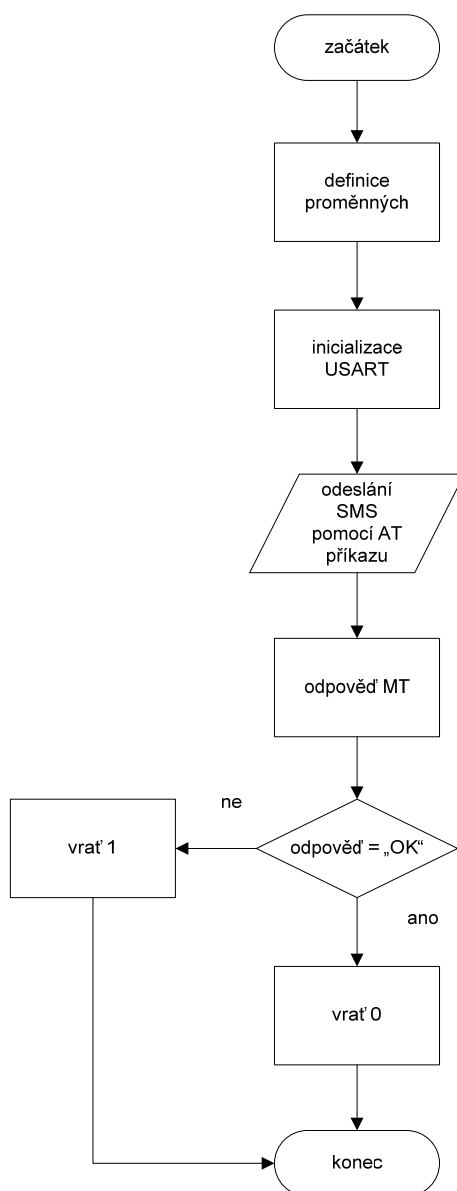 začátek
definice
proměnných
inicializace
USART
odeslání
SMS
pomocí AT
příkazu
odpověď MT
ne
vrať 1
odpověď = „OK“
ano
vrať 0
konec